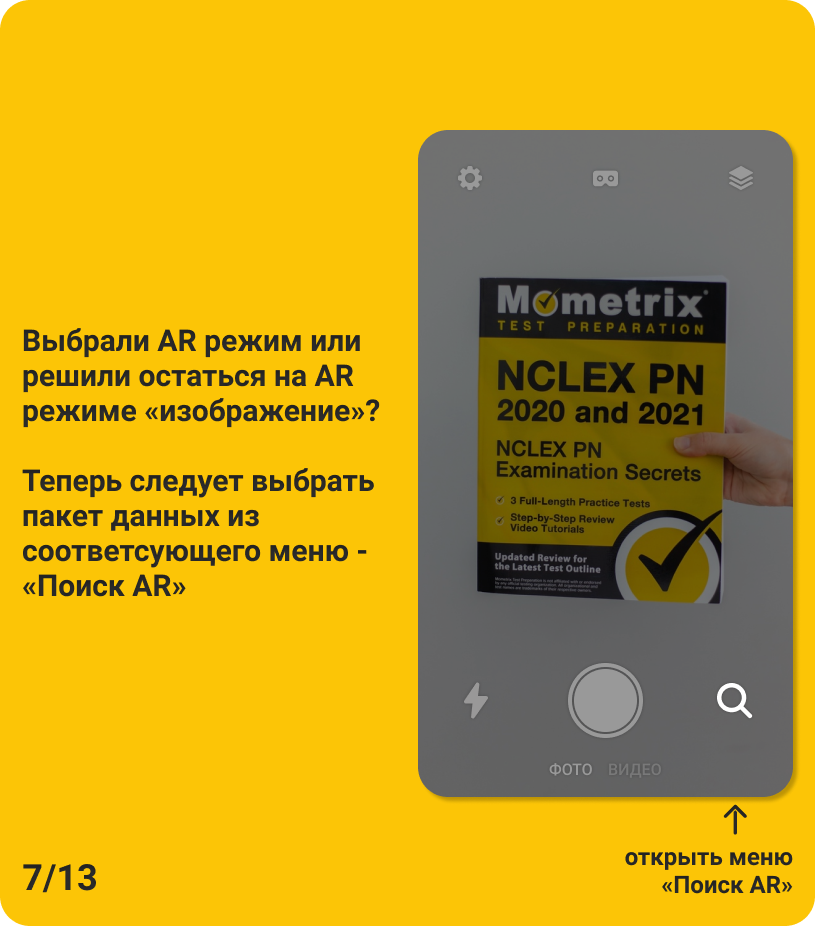 Выбрали AR режим или
решили остаться на AR
режиме «изображение»?
Теперь следует выбрать
пакет данных из
соответсующего меню -
«Поиск AR»
Mometrix
TEST PREPARATION
NCLEX PN
2020 and 2021
NCLEX PN
Examination Secrets
3 Full-Length Practice Tests
Step-by-Step Review
Video Tutorials
Updated Review for
the Latest Test Outline
ФОТО ВИДЕО
открыть меню
«Поиск AR»
7/13